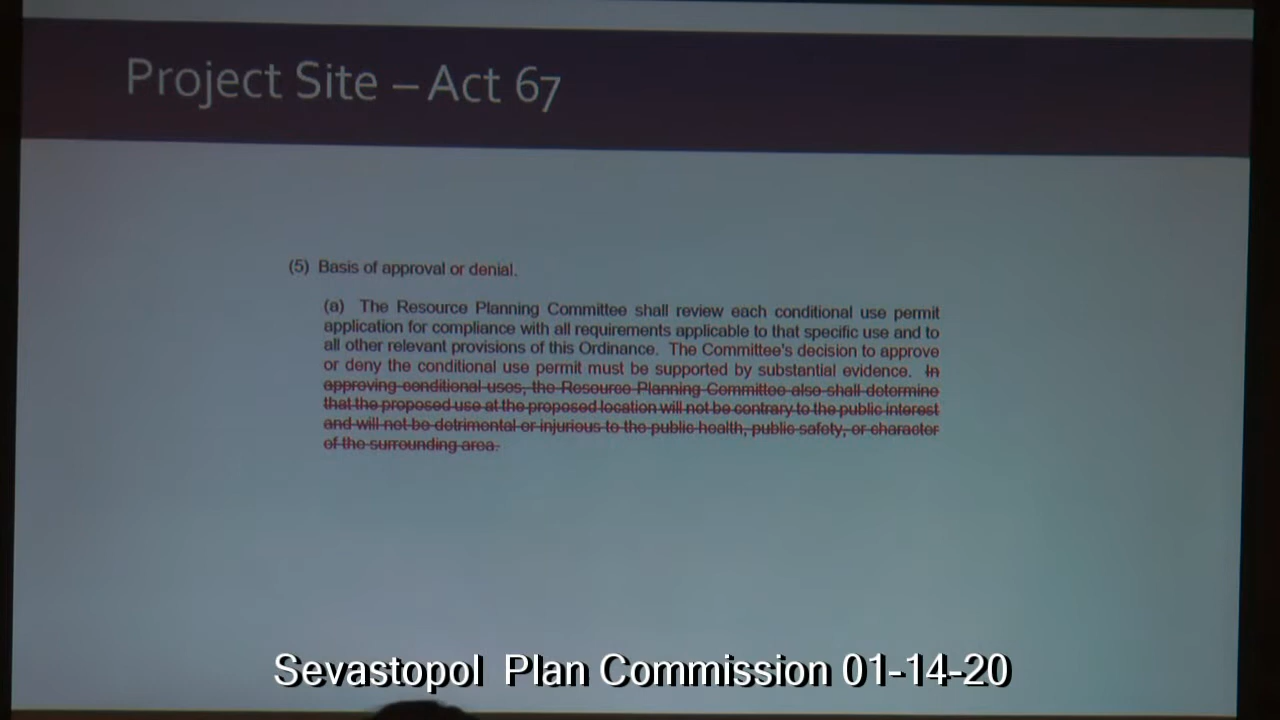 Project Site – Act 67
(5) Basis of approval or denial.
(a) The Resource Planning Committee shall review each conditional use permit
application for compliance with all requirements applicable to that specific use and to
all other relevant provisions of this Ordinance. The Committee's decision to approve
or deny the conditional use permit must be supported by substantial evidence. In
approving conditional uses, the Resource Planning Committee also shall determine
that the proposed use at the proposed location will not be contrary to the public interest
and will not be detrimental or injurious to the public health, public safety, or character
of the surrounding area.
Sevastopol Plan Commission 01-14-20